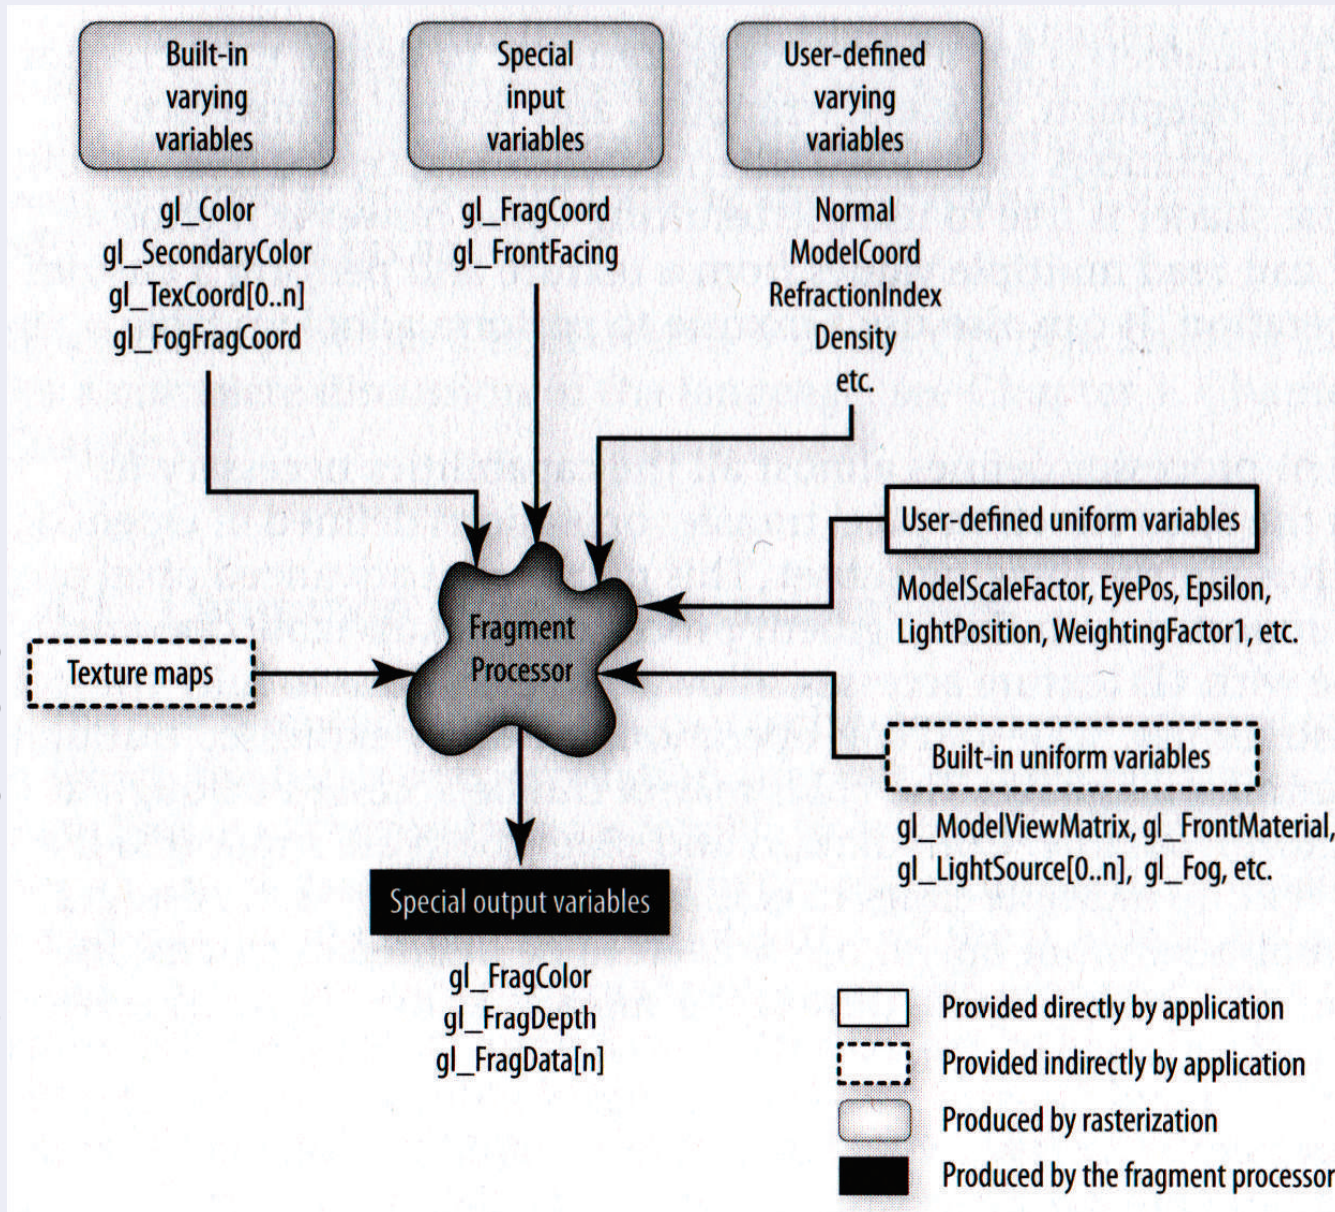 Built-in
varying
variables
Special
input
variables
User-defined
varying
variables
gl_Color
gl_SecondaryColor
gl_TexCoord[0..n]
gl_FogFragCoord
gl_FragCoord
gl_FrontFacing
Normal
ModelCoord
RefractionIndex
Density
etc.
User-defined uniform variables
ModelScaleFactor, EyePos, Epsilon,
LightPosition, WeightingFactor1, etc.
Fragment
Processor
Texture maps
Built-in uniform variables
gl_ModelViewMatrix, gl_FrontMaterial,
gl_LightSource[0..n], gl_Fog, etc.
Special output variables
gl_FragColor
gl_FragDepth
gl_FragData[n]
Provided directly by application
Provided indirectly by application
Produced by rasterization
Produced by the fragment processor